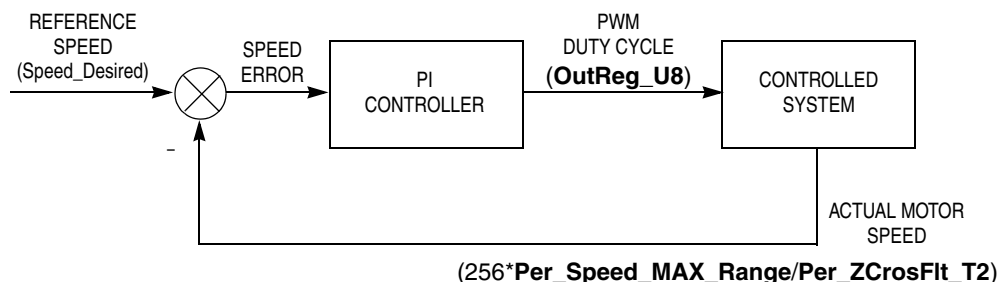 REFERENCE
SPEED
(Speed_Desired)
SPEED
ERROR
PI
CONTROLLER
PWM
DUTY CYCLE
(OutReg_U8)
CONTROLLED
SYSTEM
–
ACTUAL MOTOR
SPEED
(256*Per_Speed_MAX_Range/Per_ZCrosFlt_T2)